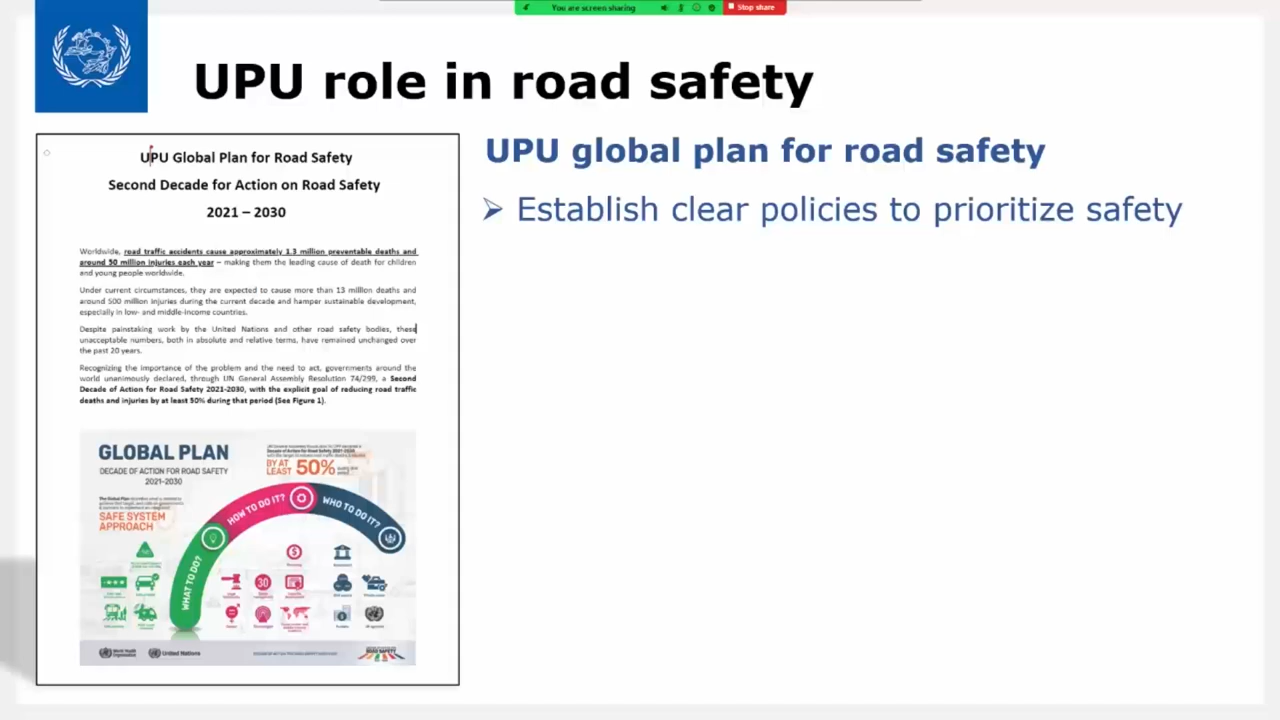 You are screen sharing
Stop share
UPU role in road safety
UPU Global Plan for Road Safety
Second Decade for Action on Road Safety
2021 – 2030
Worldwide, road traffic accidents cause approximately 1.3 million preventable deaths and
around 50 million injuries each year – making them the leading cause of death for children
and young people worldwide.
Under current circumstances, they are expected to cause more than 13 million deaths and
around 500 million injuries during the current decade and hamper sustainable development,
especially in low- and middle-income countries.
Despite painstaking work by the United Nations and other road safety bodies, these
unacceptable numbers, both in absolute and relative terms, have remained unchanged over
the past 20 years.
Recognizing the importance of the problem and the need to act, governments around the
world unanimously declared, through UN General Assembly Resolution 74/299, a Second
Decade of Action for Road Safety 2021-2030, with the explicit goal of reducing road traffic
deaths and injuries by at least 50% during that period (See Figure 1).
GLOBAL PLAN
DECADE OF ACTION FOR ROAD SAFETY
2021-2030
BY AT
LEAST 50%
SAFE SYSTEM
APPROACH
WHAT TO DO?
HOW TO DO IT?
WHO TO DO IT?
30
World Health
Organization
United Nations
ROAD SAFETY
UPU global plan for road safety
➢ Establish clear policies to prioritize safety